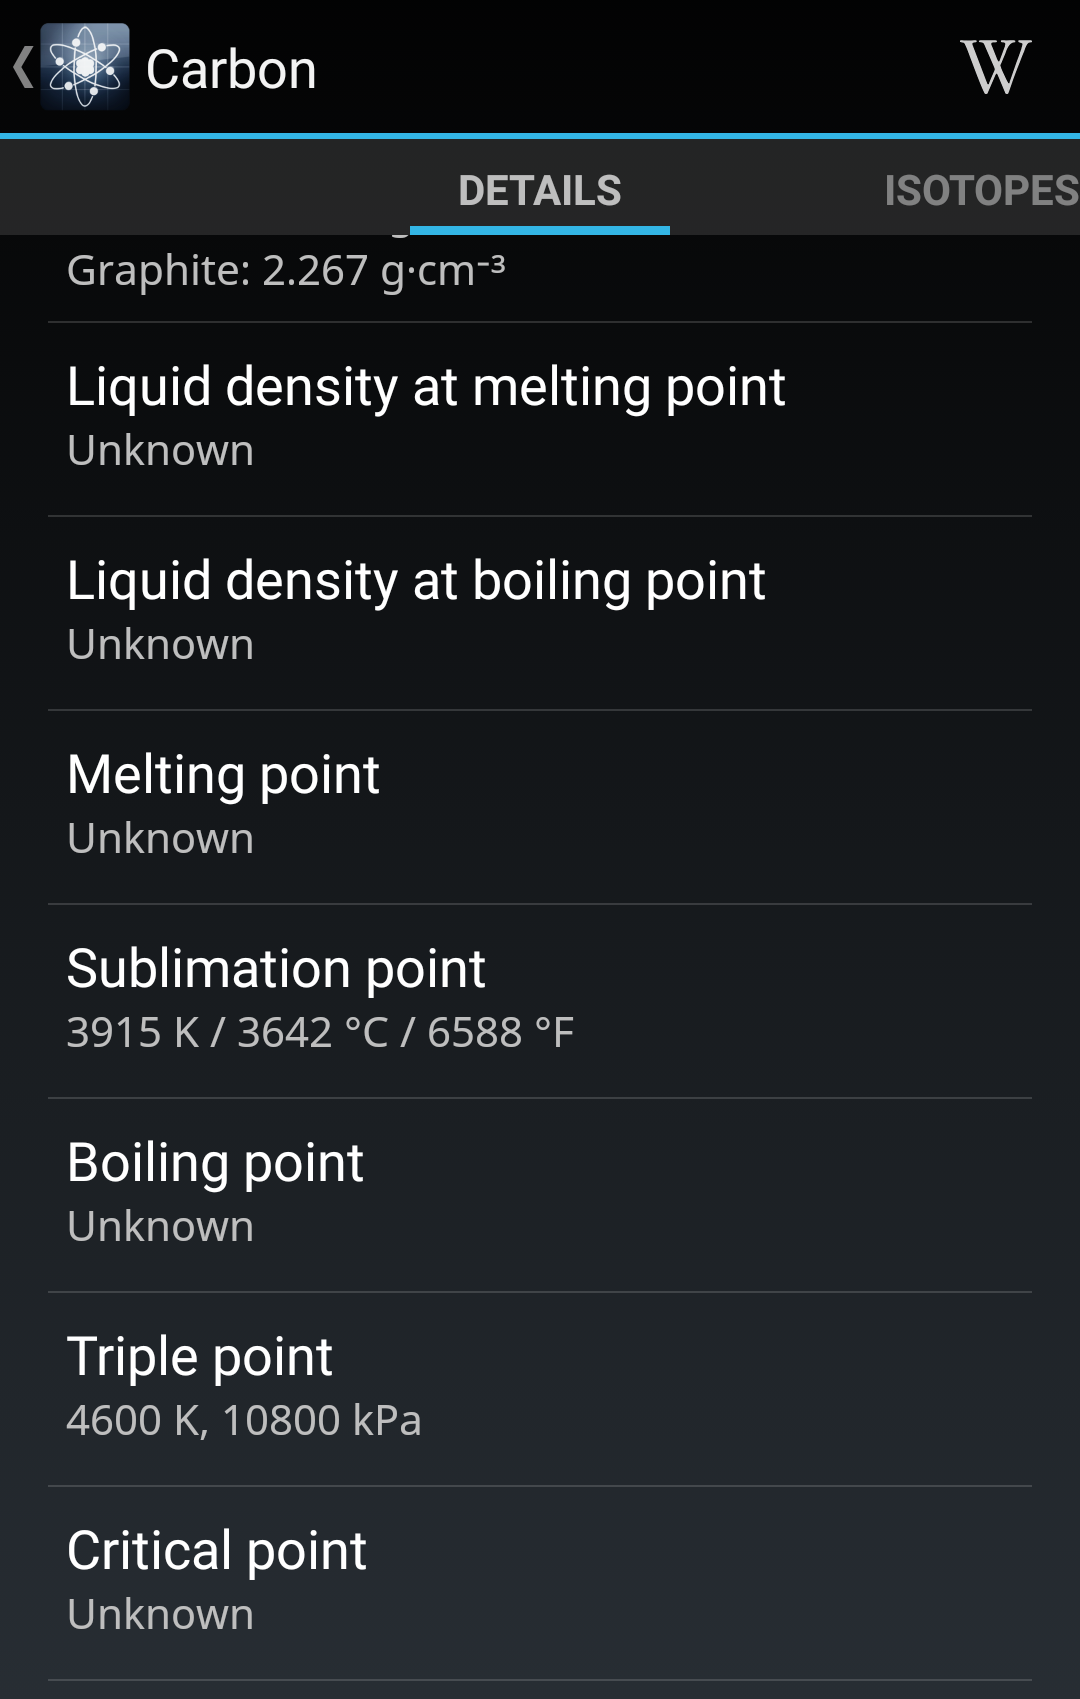 Carbon
W
DETAILS
ISOTOPES
Graphite: 2.267 g·cm⁻³
Liquid density at melting point
Unknown
Liquid density at boiling point
Unknown
Melting point
Unknown
Sublimation point
3915 K / 3642 °C / 6588 °F
Boiling point
Unknown
Triple point
4600 K, 10800 kPa
Critical point
Unknown